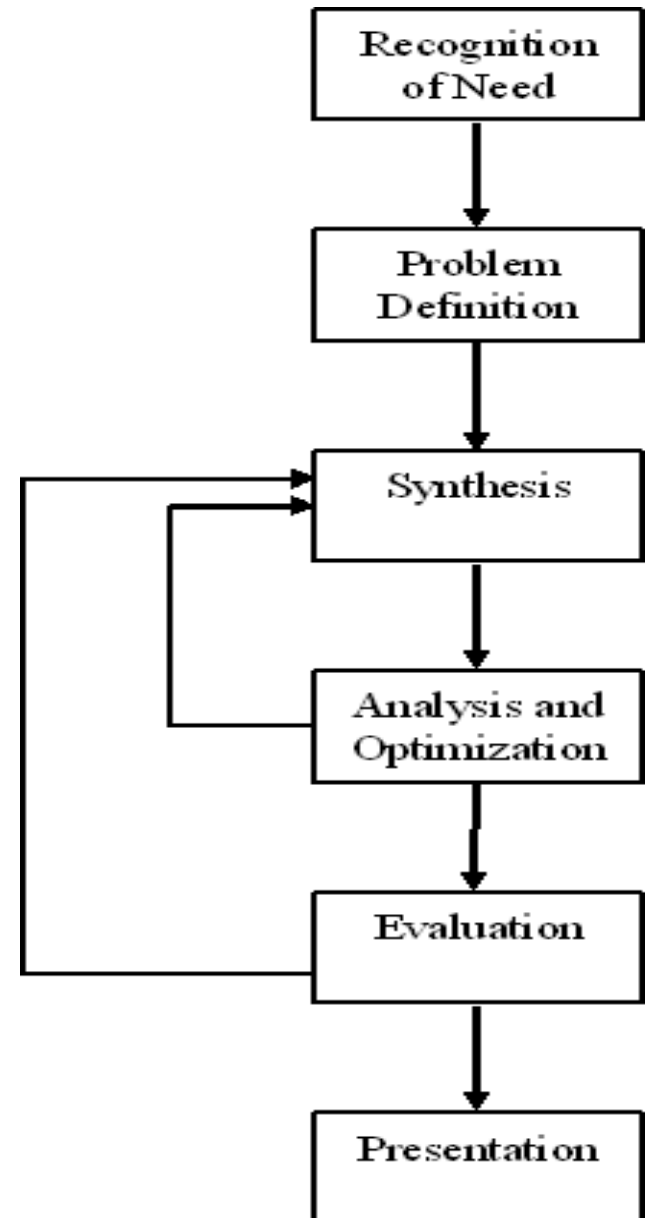 Recognition
of Need
Problem
Definition
Synthesis
Analysis and
Optimization
Evaluation
Presentation